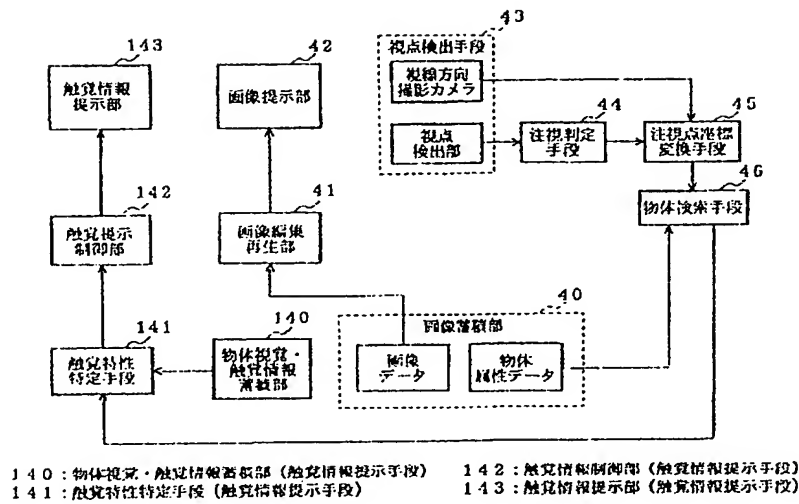 143
触覚情報
提示部
42
画像提示部
43
視点検出手段
視線方向
撮影カメラ
視点
検出部
44
注視判定
手段
45
注視点座標
変換手段
46
物体検索手段
142
触覚提示
制御部
41
画像編集
再生部
40
画像蓄積部
画像
データ
物体
属性データ
141
触覚特性
特定手段
140
物体視覚・
触覚情報
蓄積部
140:物体視覚・触覚情報蓄積部(触覚情報提示手段)
141:触覚特性特定手段(触覚情報提示手段)
142:触覚情報制御部(触覚情報提示手段)
143:触覚情報提示部(触覚情報提示手段)